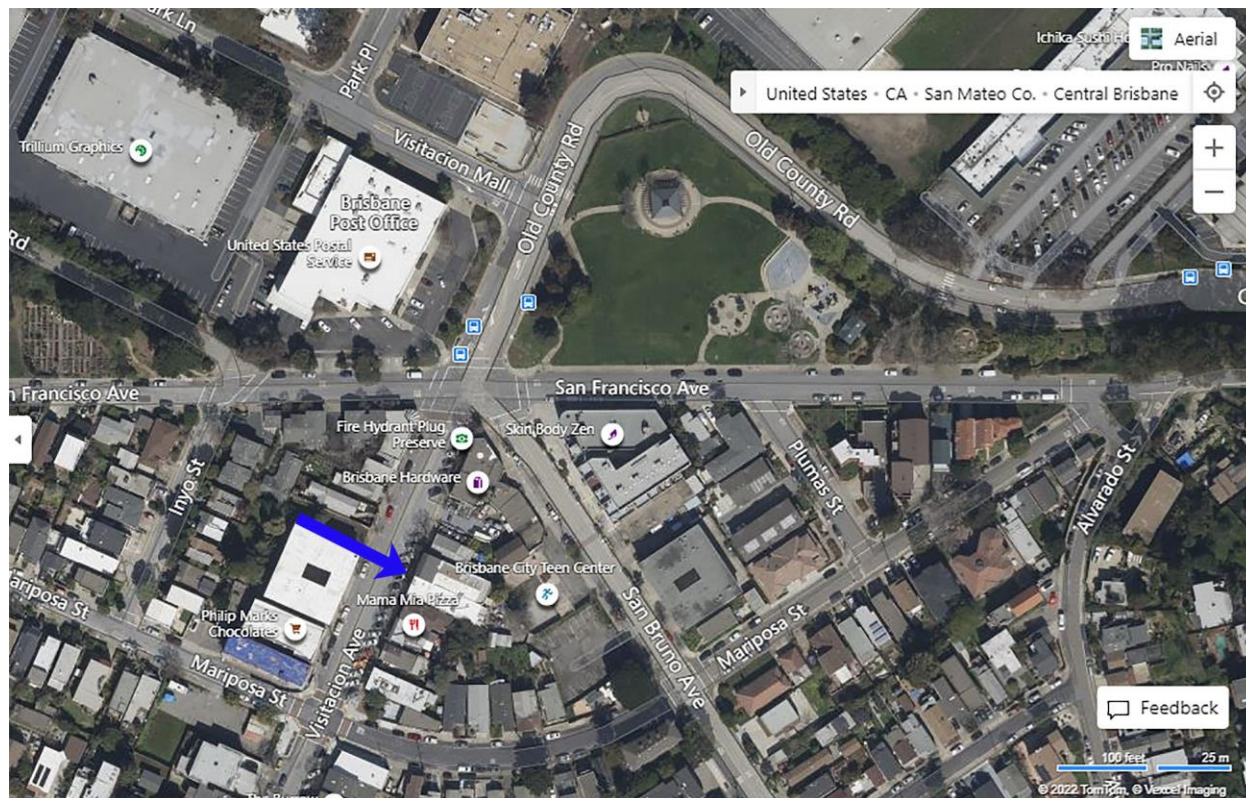 ark Ln
Park Pl
Ichika Sushi Ho
Aerial
Pro Nails
United States • CA • San Mateo Co. • Central Brisbane
Trillium Graphics
Visitacion Mall
Old County Rd
Old County Rd
Brisbane
Post Office
United States Postal
Service
Rd
C
San Francisco Ave
n Francisco Ave
Fire Hydrant Plug
Preserve
Skin Body Zen
Brisbane Hardware
Plumas St
Inyo St
Alvarado St
Brisbane City Teen Center
Mama Mia Pizza
ariposa St
Philip Marks
Chocolates
San Bruno Ave
Mariposa St
Mariposa St
Visitacion Ave
Feedback
100 feet
25 m
© 2022 TomTom, © Vexcel Imaging